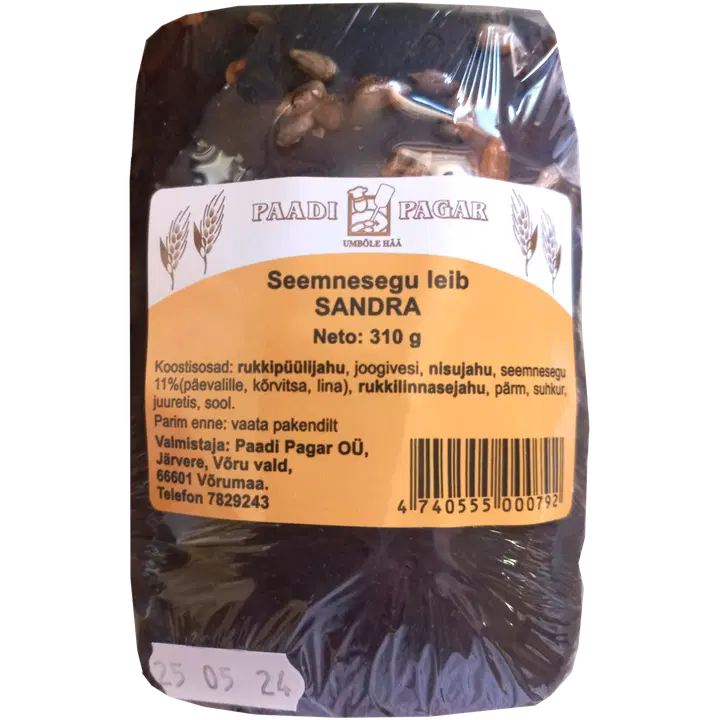 PAADI PAGAR
UMBÕLE HÄÄ
Seemnesegu leib
SANDRA
Neto: 310 g
Koostisosad: rukkipüülijahu, joogivesi, nisujahu, seemnesegu
11%(päevalille, kõrvitsa, lina), rukkilinnasejahu, pärm, suhkur,
juuretis, sool.
Parim enne: vaata pakendilt
Valmistaja: Paadi Pagar OÜ,
Järvere, Võru vald,
66601 Võrumaa.
Telefon 7829243
4 740555 000792
25 05 24